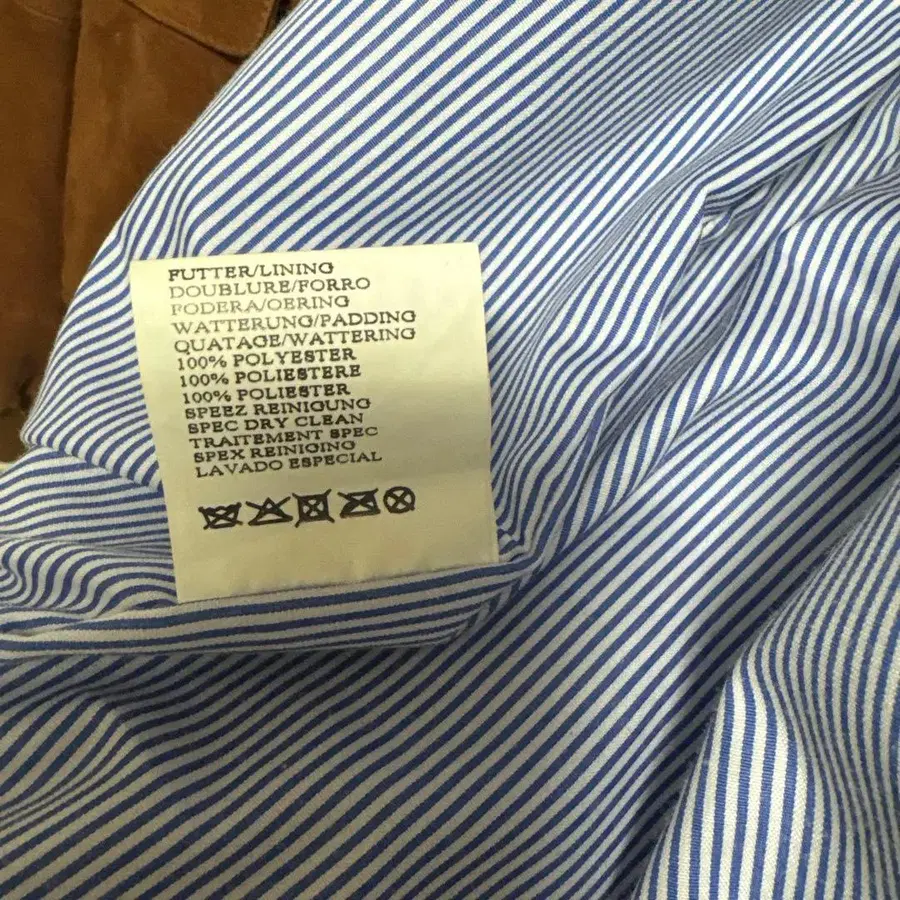 FUTTER/LINING
DOUBLURE/FORRO
FODERA/OERING
WATTERUNG/PADDING
QUATAGE/WATTERING
100% POLYESTER
100% POLIESTERE
100% POLIESTER
SPEEZ REINIGUNG
SPEC DRY CLEAN
TRAITEMENT SPEC
SPEX REINIGING
LAVADO ESPECIAL